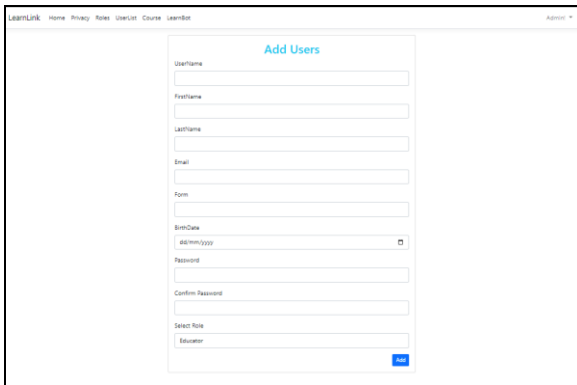 LearnLink Home Privacy Roles UserList Course LearnBot Admin
Add Users
UserName
FirstName
LastName
Email
Form
BirthDate
dd/mm/yyyy
Password
Confirm Password
Select Role
Educator
Add